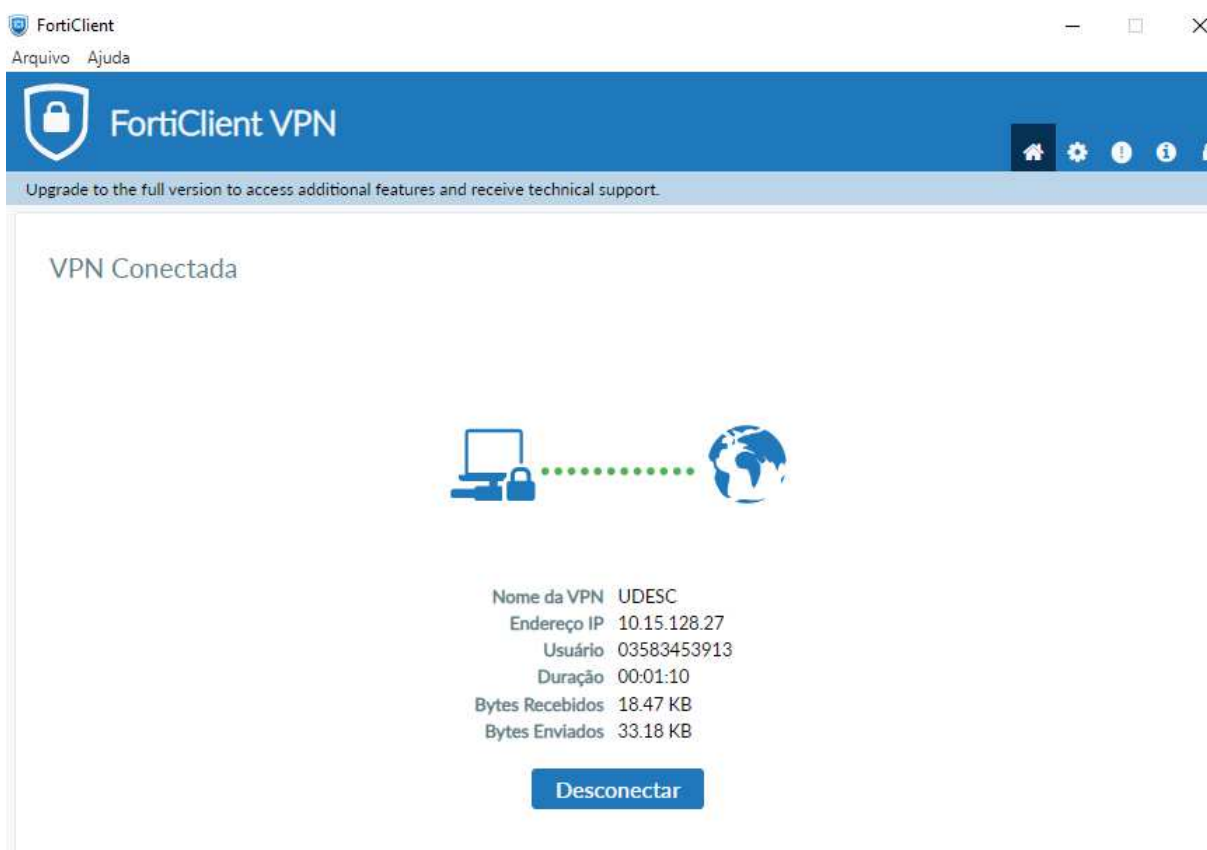 FortiClient
Arquivo Ajuda
FortiClient VPN
Upgrade to the full version to access additional features and receive technical support.
VPN Conectada
Nome da VPN UDESC
Endereço IP 10.15.128.27
Usuário 03583453913
Duração 00:01:10
Bytes Recebidos 18.47 KB
Bytes Enviados 33.18 KB
Desconectar